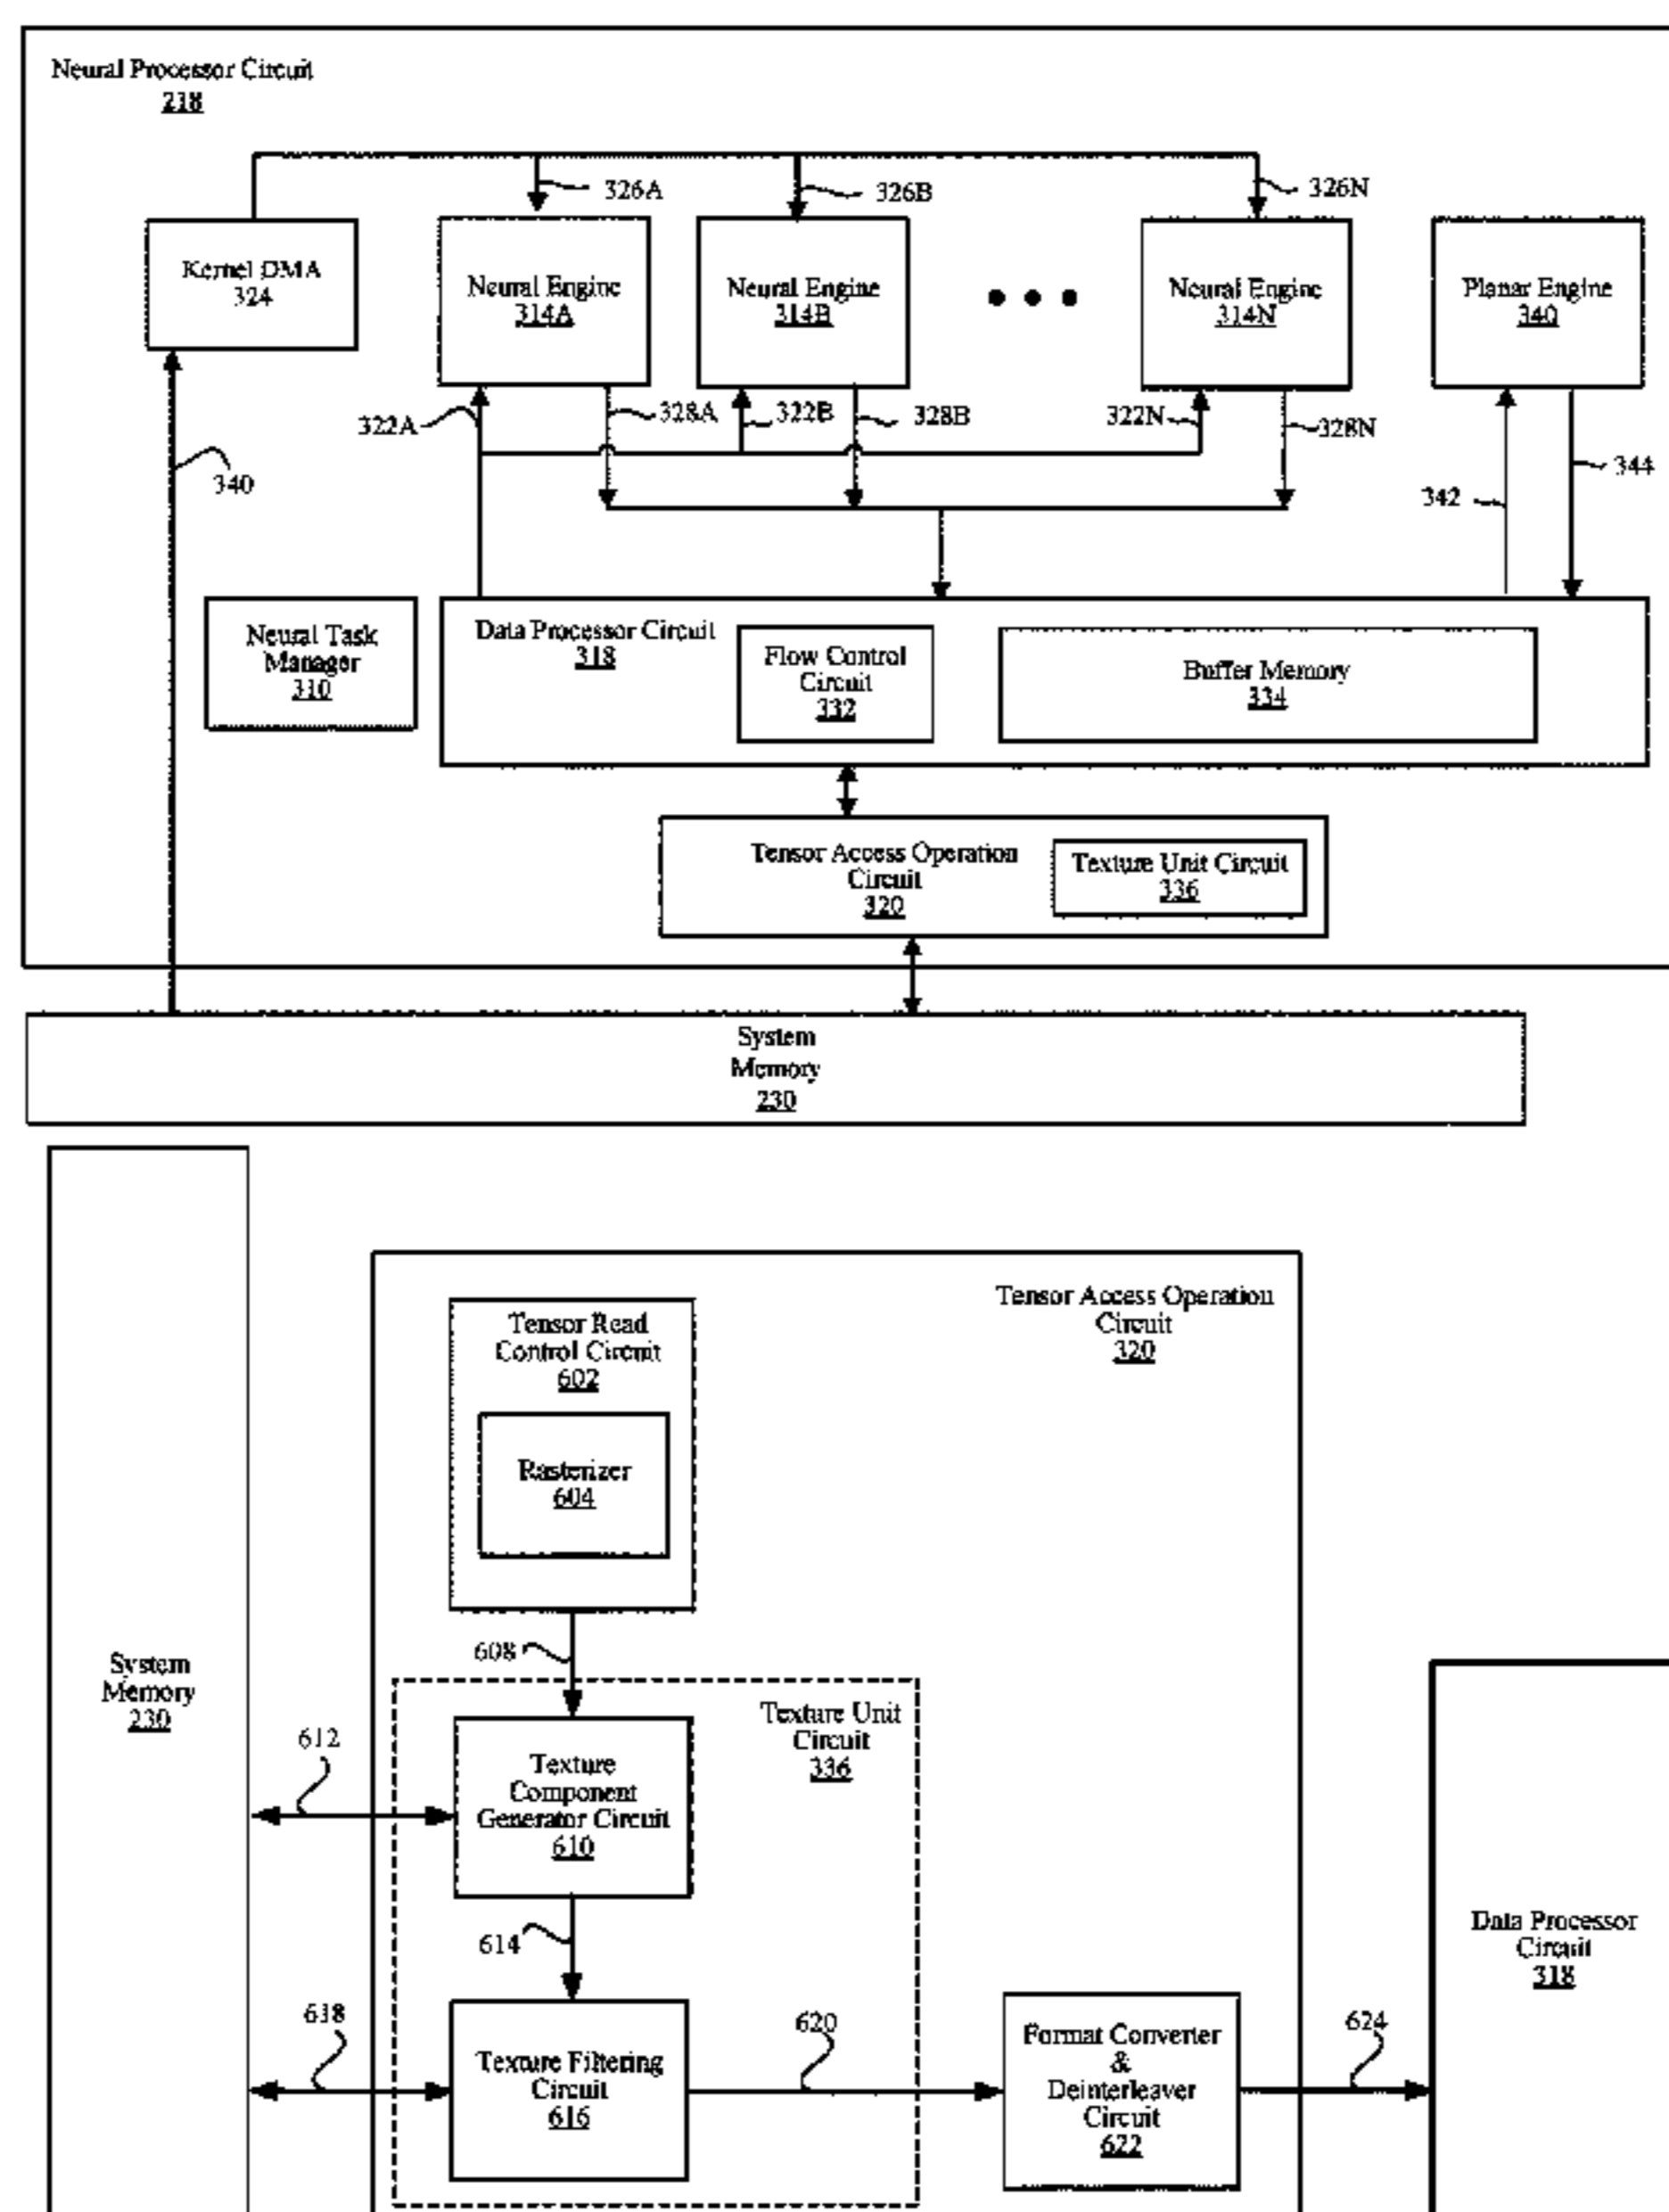 Neural Processor Circuit
218
326A
326B
326N
Kernel DMA
324
Neural Engine
314A
Neural Engine
314B
Neural Engine
314N
Planar Engine
340
322A
328A
322B
328B
322N
328N
340
342
344
Neural Task
Manager
310
Data Processor Circuit
318
Flow Control
Circuit
332
Buffer Memory
334
Tensor Access Operation
Circuit
320
Texture Unit Circuit
336
System
Memory
230
Tensor Access Operation
Circuit
320
Tensor Read
Control Circuit
602
Rasterizer
604
608
System
Memory
230
Texture Unit
Circuit
336
612
Texture
Component
Generator Circuit
610
614
Data Processor
Circuit
318
618
Texture Filtering
Circuit
616
620
Format Converter
&
Deinterleaver
Circuit
622
624